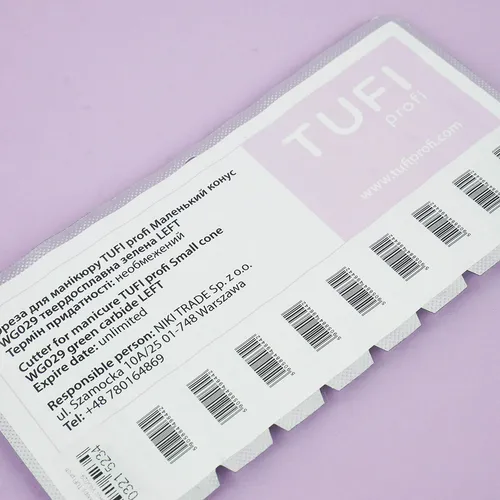 TUFI
profi
www.tufiprofi.com
Фреза для манікюру TUFI profi Маленький конус
WG029 твердосплавна зелена LEFT
Термін придатності: необмежений
Cutter for manicure TUFI profi Small cone
WG029 green carbide LEFT
Expire date: unlimited
Responsible person: NIKI TRADE Sp. z o.o.
ul. Szamocka 10A/25 01-748 Warszawa
Tel: +48 780164869
0321 5234